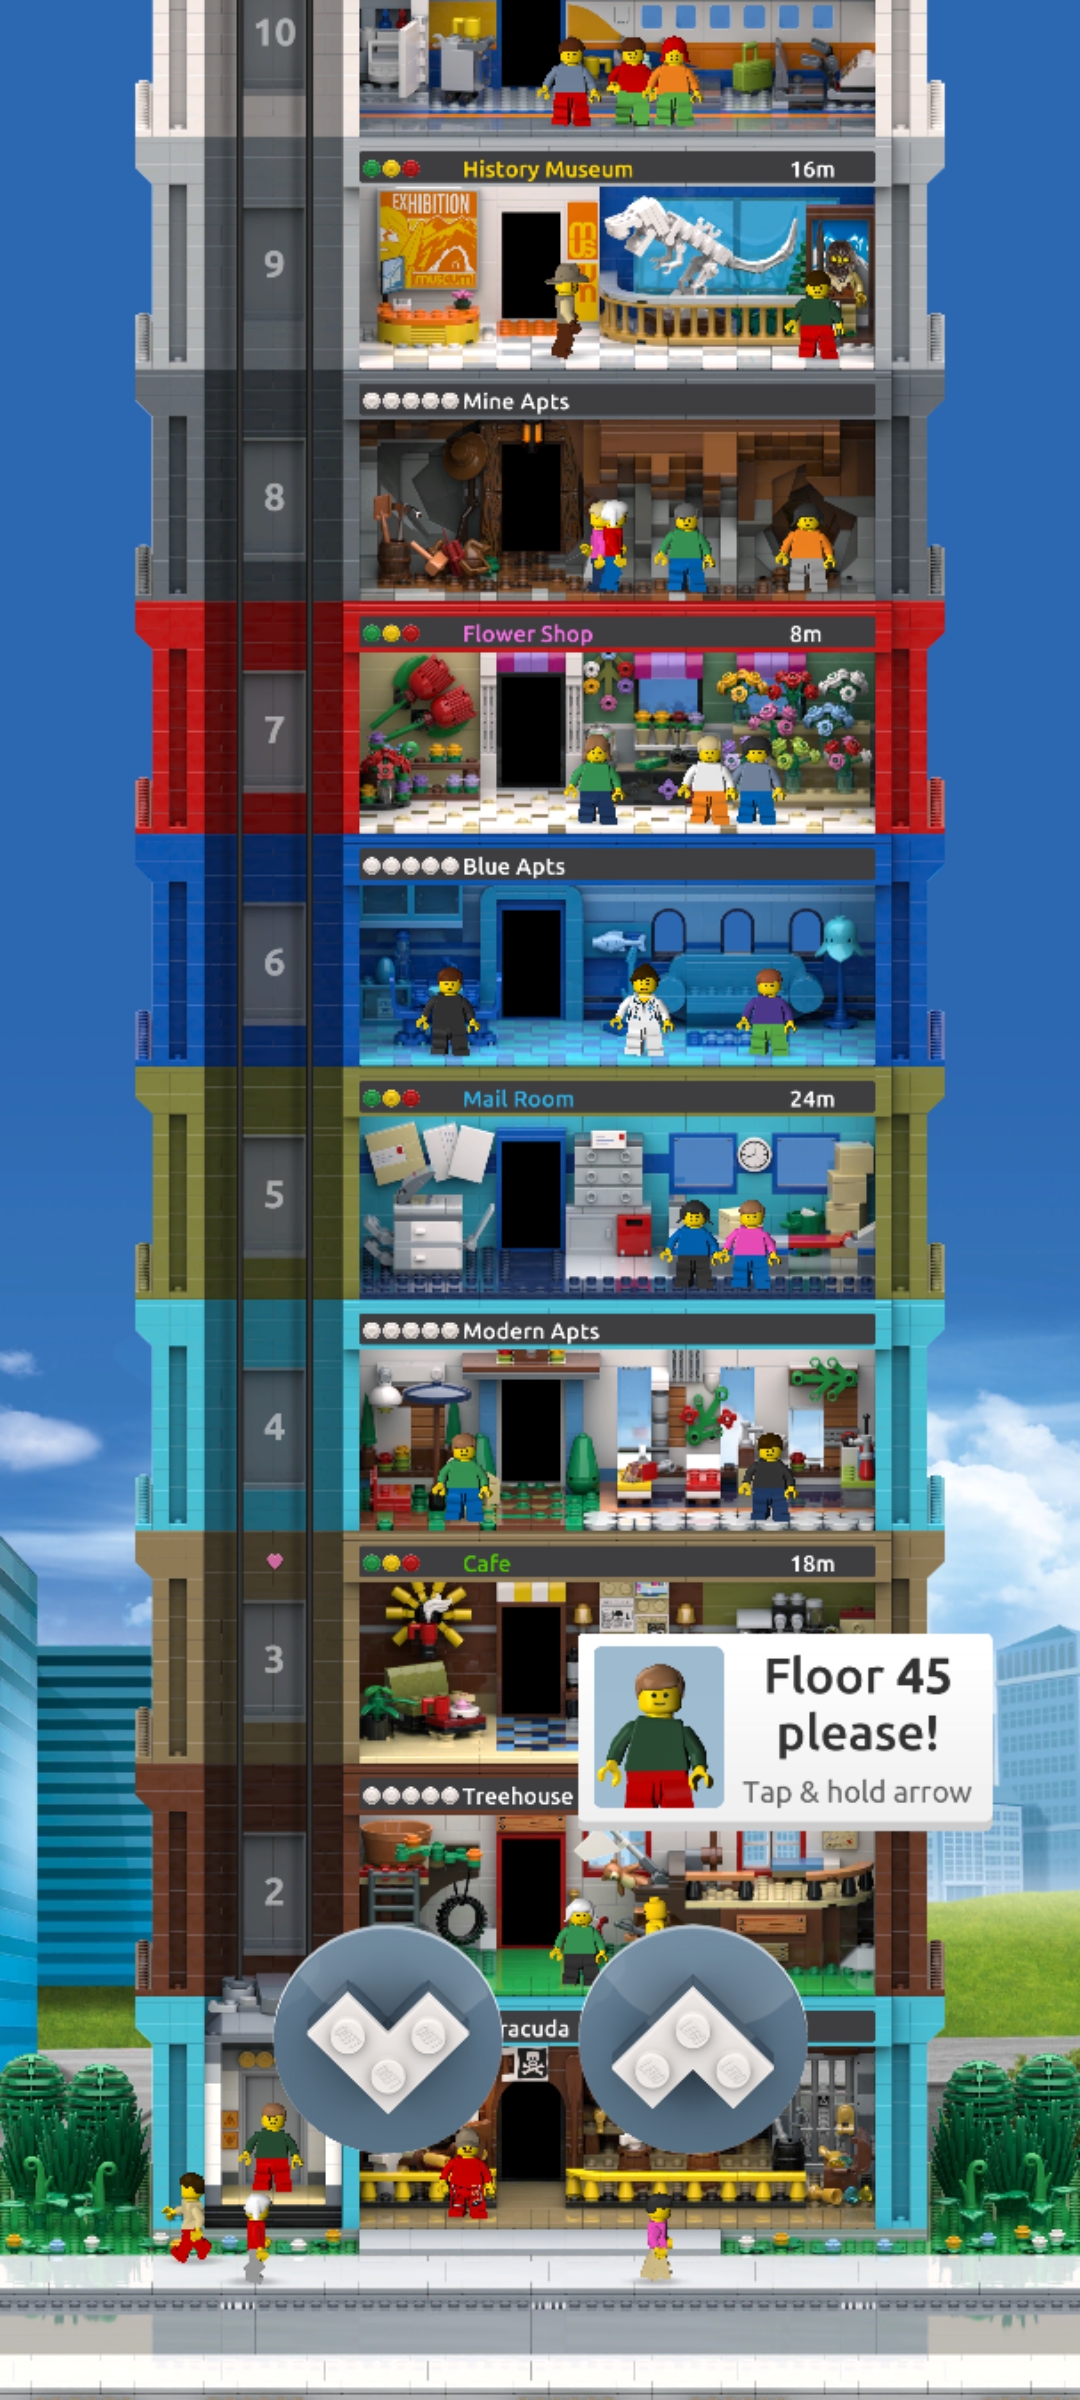 10
History Museum 16m
EXHIBITION
museum
9
Mine Apts
8
Flower Shop 8m
7
Blue Apts
6
Mail Room 24m
5
Modern Apts
4
Cafe 18m
3
Floor 45
please!
Tap & hold arrow
Treehouse
2
racuda